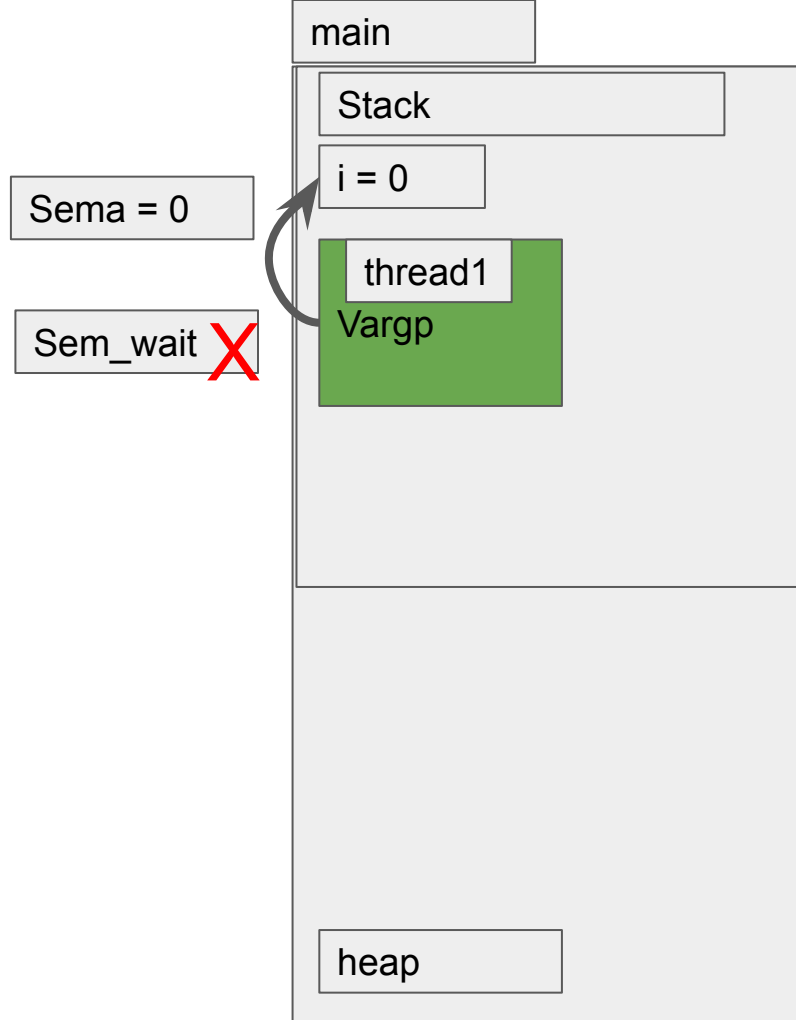 main
Stack
i = 0
Sema = 0
thread1
Vargp
Sem_wait X
heap